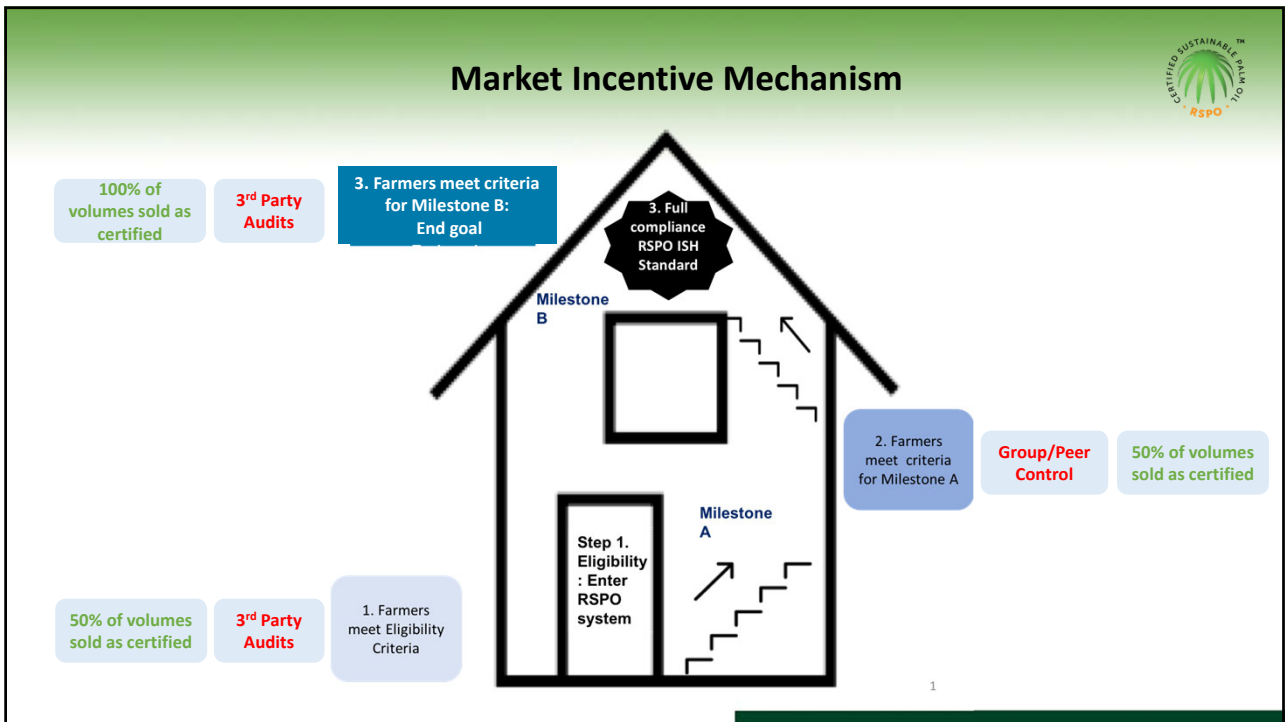 Market Incentive Mechanism
CERTIFIED SUSTAINABLE PALM OIL ™
RSPO
100% of
volumes sold as
certified
3rd Party
Audits
3. Farmers meet criteria
for Milestone B:
End goal
3. Full
compliance
RSPO ISH
Standard
Milestone
B
2. Farmers
meet criteria
for Milestone A
Group/Peer
Control
50% of volumes
sold as certified
Milestone
A
Step 1.
Eligibility
: Enter
RSPO
system
50% of volumes
sold as certified
3rd Party
Audits
1. Farmers
meet Eligibility
Criteria
1